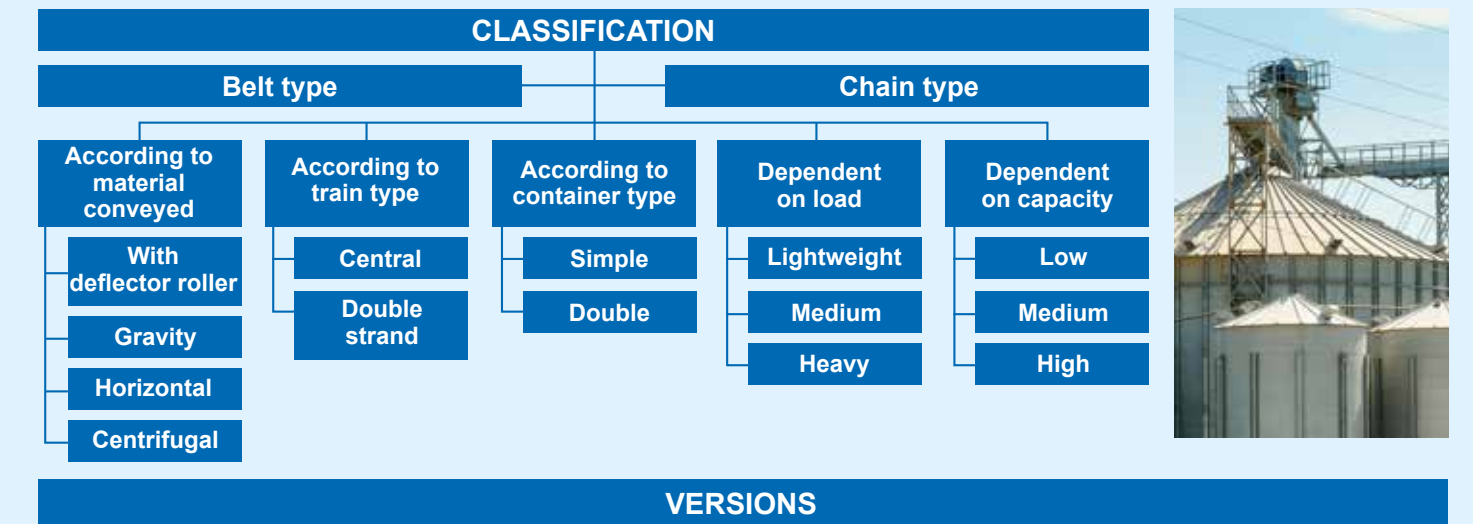 CLASSIFICATION
Belt type
Chain type
According to
material
conveyed
With
deflector roller
Gravity
Horizontal
Centrifugal
According to
train type
Central
Double
strand
According to
container type
Simple
Double
Dependent
on load
Lightweight
Medium
Heavy
Dependent
on capacity
Low
Medium
High
VERSIONS